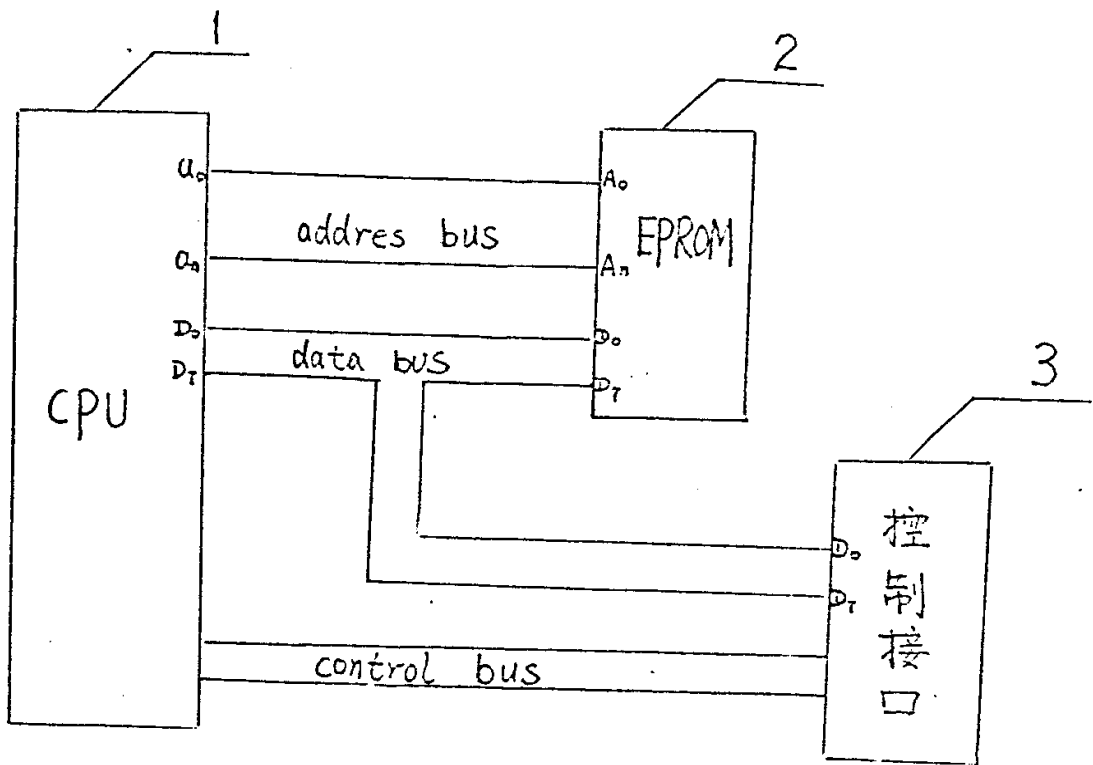 1
2
3
CPU
a₀
aₙ
D₀
D₇
addres bus
data bus
EPROM
A₀
Aₙ
D₀
D₇
控制接口
D₀
D₇
control bus